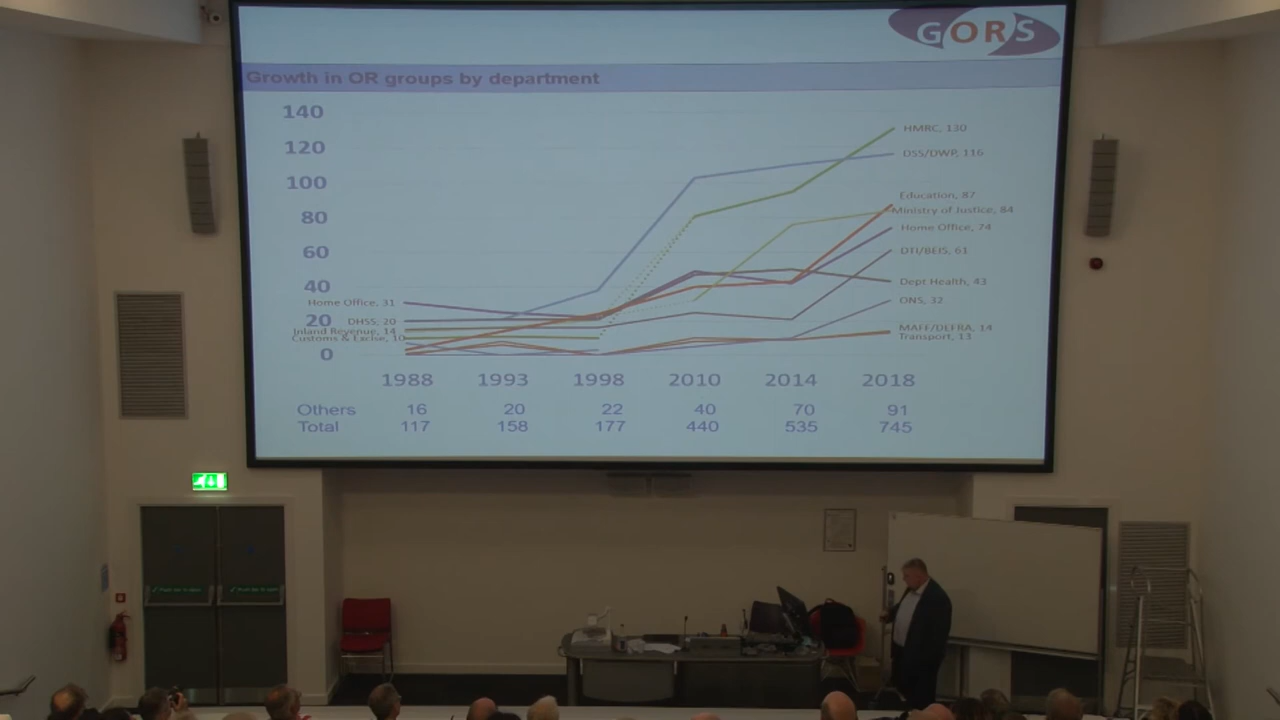 GORS
Growth in OR groups by department
140
120
100
80
60
40
20
0
HMRC, 130
DSS/DWP, 116
Education, 87
Ministry of Justice, 84
Home Office, 74
DTI/BEIS, 61
Dept Health, 43
ONS, 32
MAFF/DEFRA, 14
Transport, 13
Home Office, 31
DHSS, 20
Inland Revenue, 14
Customs & Excise, 10
1988 1993 1998 2010 2014 2018
Others 16 20 22 40 70 91
Total 117 158 177 440 535 745